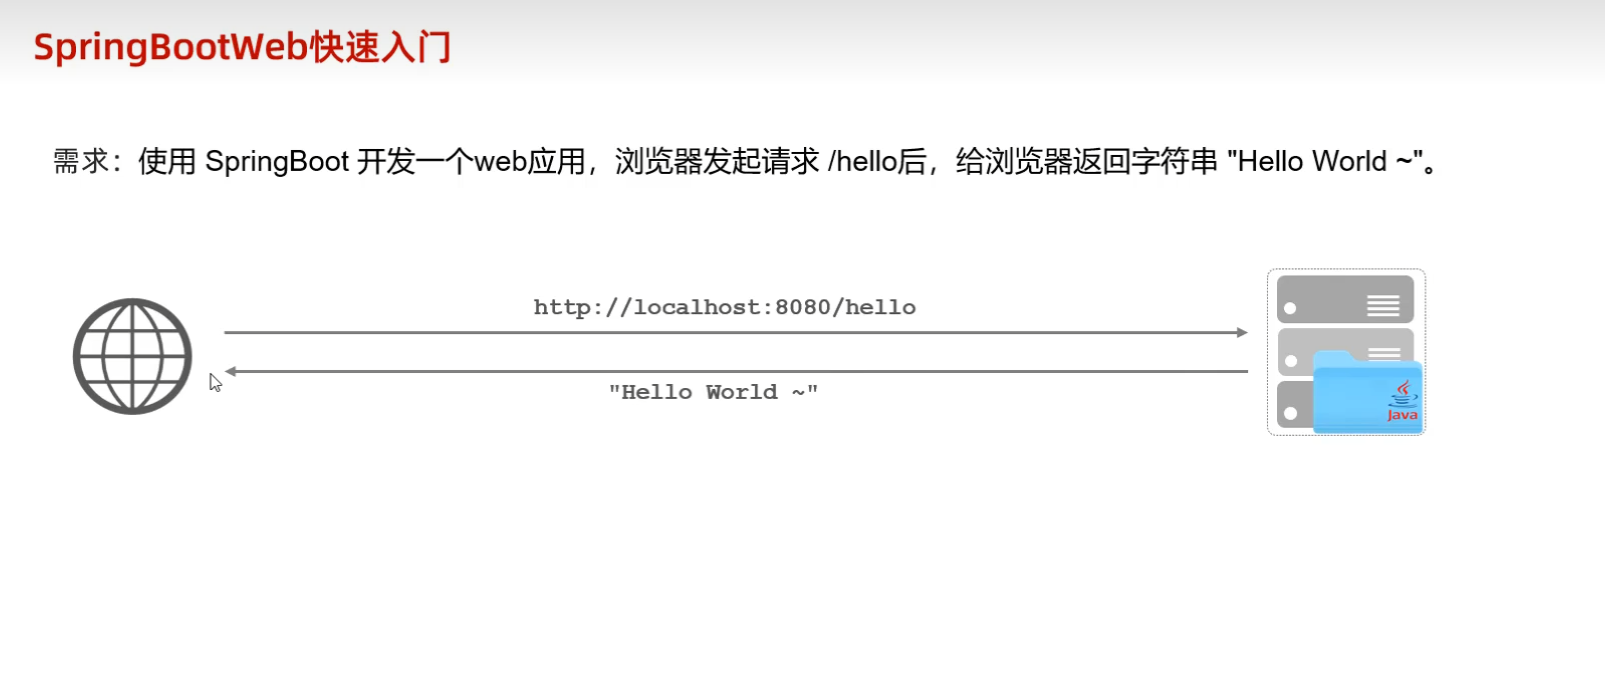 SpringBootWeb快速入门
需求：使用 SpringBoot 开发一个web应用，浏览器发起请求 /hello后，给浏览器返回字符串 "Hello World ~"。
http://localhost:8080/hello
"Hello World ~"
Java